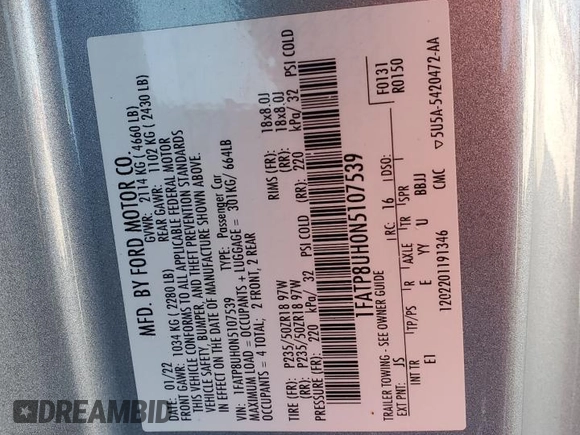 MFD. BY FORD MOTOR CO.
DATE: 01/22 GVWR: 2114 KG ( 4660 LB)
FRONT GAWR: 1034 KG ( 2280 LB) REAR GAWR: 1102 KG ( 2430 LB)
THIS VEHICLE CONFORMS TO ALL APPLICABLE FEDERAL MOTOR
VEHICLE SAFETY, BUMPER, AND THEFT PREVENTION STANDARDS
IN EFFECT ON THE DATE OF MANUFACTURE SHOWN ABOVE.
VIN: 1FATP8UH0N5107539 Passenger Car
MAXIMUM LOAD = OCCUPANTS + LUGGAGE = 301KG/ 664LB
OCCUPANTS = 4 TOTAL; 2 FRONT, 2 REAR
TIRE (FR): P235/50ZR18 97W RIMS (FR): 18x8.0J
(RR): P235/50ZR18 97W (RR): 18x8.0J
PRESSURE (FR): 220 kPa/ 32 PSI COLD (RR): 220 kPa/ 32 PSI COLD
1FATP8UH0N5107539
TRAILER TOWING - SEE OWNER GUIDE F0131
R0150
EXT PNT: JS RC: 16 DSO:
INT TR TP/PS R AXLE TR SPR
E1 E YY U BBJJ
1202201191346 CMC ▽5U5A-5420472-AA
DREAMBID